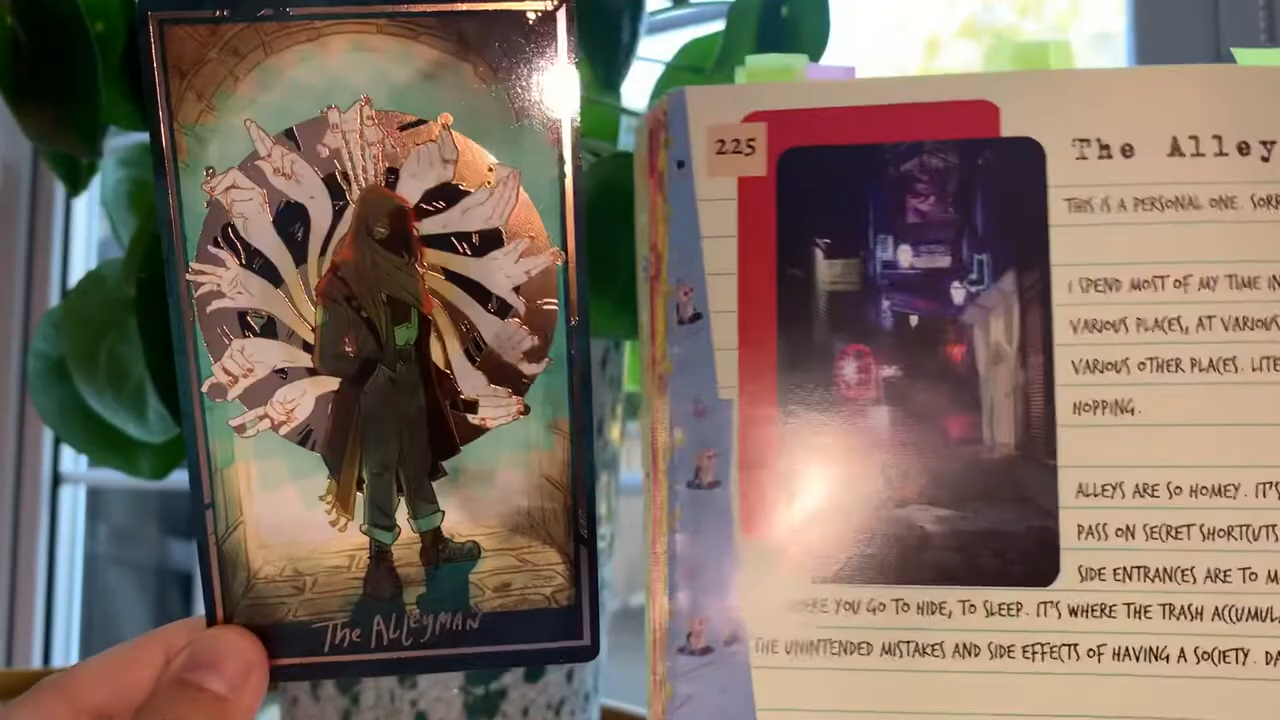 The Alleyman
225
The Alley
THIS IS A PERSONAL ONE. SORR
I SPEND MOST OF MY TIME IN
VARIOUS PLACES, AT VARIOUS
VARIOUS OTHER PLACES. LITE
HOPPING.
ALLEYS ARE SO HOMEY. IT'S
PASS ON SECRET SHORTCUTS
SIDE ENTRANCES ARE TO M
YOU GO TO HIDE, TO SLEEP. IT'S WHERE THE TRASH ACCUMUL
THE UNINTENDED MISTAKES AND SIDE EFFECTS OF HAVING A SOCIETY. DA